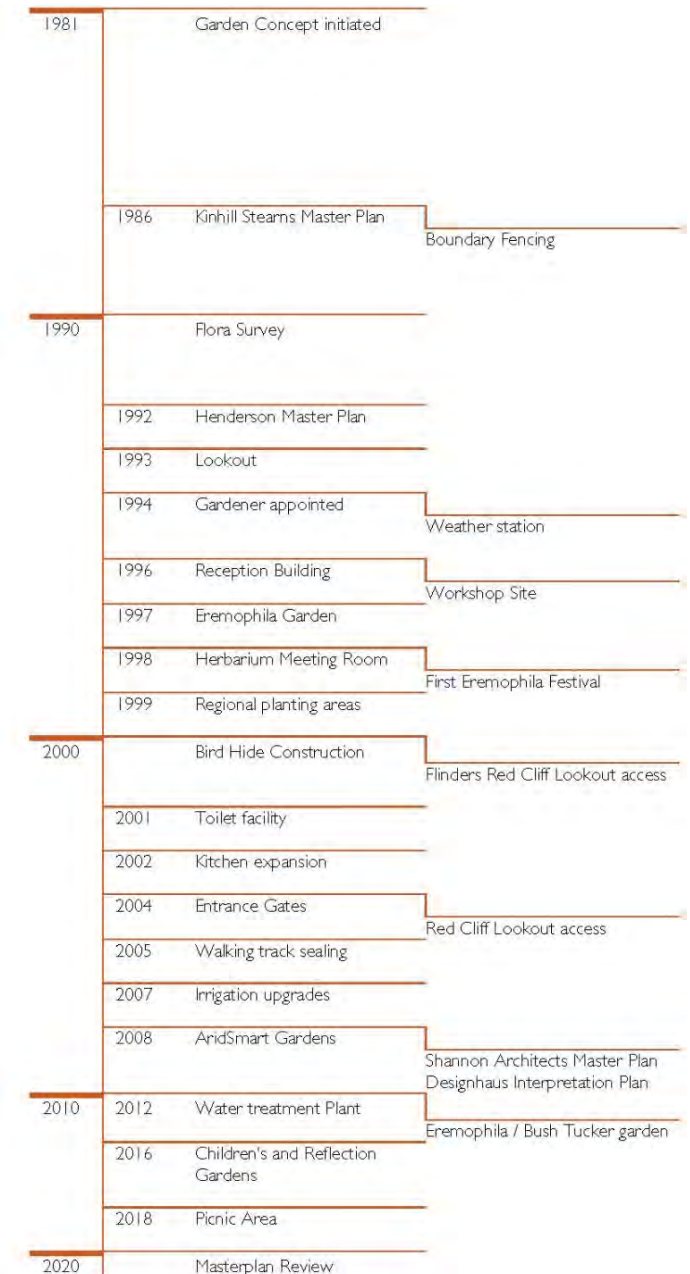 1981 Garden Concept initiated
1986 Kinhill Stearns Master Plan
Boundary Fencing
1990 Flora Survey
1992 Henderson Master Plan
1993 Lookout
1994 Gardener appointed
Weather station
1996 Reception Building
Workshop Site
1997 Eremophila Garden
1998 Herbarium Meeting Room
First Eremophila Festival
1999 Regional planting areas
2000 Bird Hide Construction
Flinders Red Cliff Lookout access
2001 Toilet facility
2002 Kitchen expansion
2004 Entrance Gates
Red Cliff Lookout access
2005 Walking track sealing
2007 Irrigation upgrades
2008 AridSmart Gardens
Shannon Architects Master Plan
Designhaus Interpretation Plan
2010 2012 Water treatment Plant
Eremophila / Bush Tucker garden
2016 Children's and Reflection
Gardens
2018 Picnic Area
2020 Masterplan Review